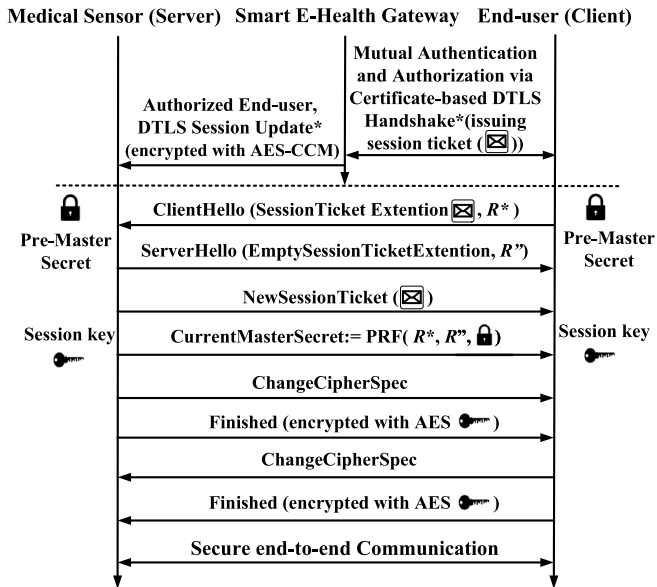 Medical Sensor (Server) Smart E-Health Gateway End-user (Client)
Mutual Authentication
and Authorization via
Certificate-based DTLS
Handshake*(issuing
session ticket ( ))
Authorized End-user,
DTLS Session Update*
(encrypted with AES-CCM)
ClientHello (SessionTicket Extention , R* )
Pre-Master
Secret
Pre-Master
Secret
ServerHello (EmptySessionTicketExtention, R”)
NewSessionTicket ( )
Session key
Session key
CurrentMasterSecret:= PRF( R*, R”, )
ChangeCipherSpec
Finished (encrypted with AES )
ChangeCipherSpec
Finished (encrypted with AES )
Secure end-to-end Communication